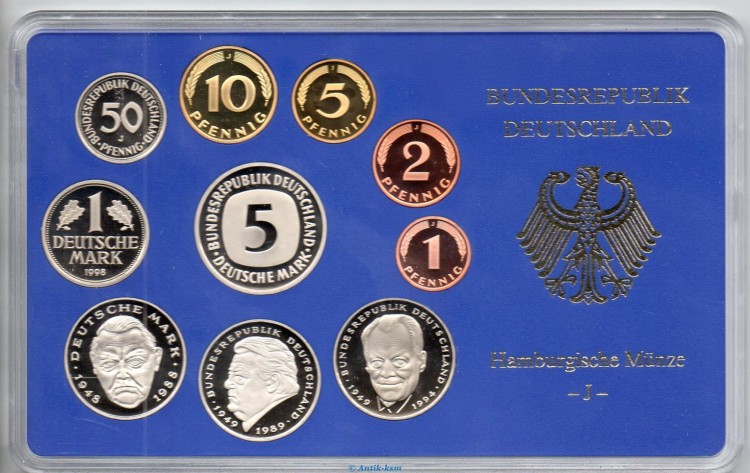 BUNDESREPUBLIK DEUTSCHLAND
50
J
PFENNIG
J
10
PFENNIG
J
5
PFENNIG
J
2
PFENNIG
BUNDESREPUBLIK
DEUTSCHLAND
1
DEUTSCHE
MARK
1998
BUNDESREPUBLIK DEUTSCHLAND
5
DEUTSCHE MARK
J
1
PFENNIG
DEUTSCHE MARK
1948 1988
BUNDESREPUBLIK DEUTSCHLAND
1949 1989
BUNDESREPUBLIK DEUTSCHLAND
1949 1994
Hamburgische Münze
– J –
© Antik-ksm